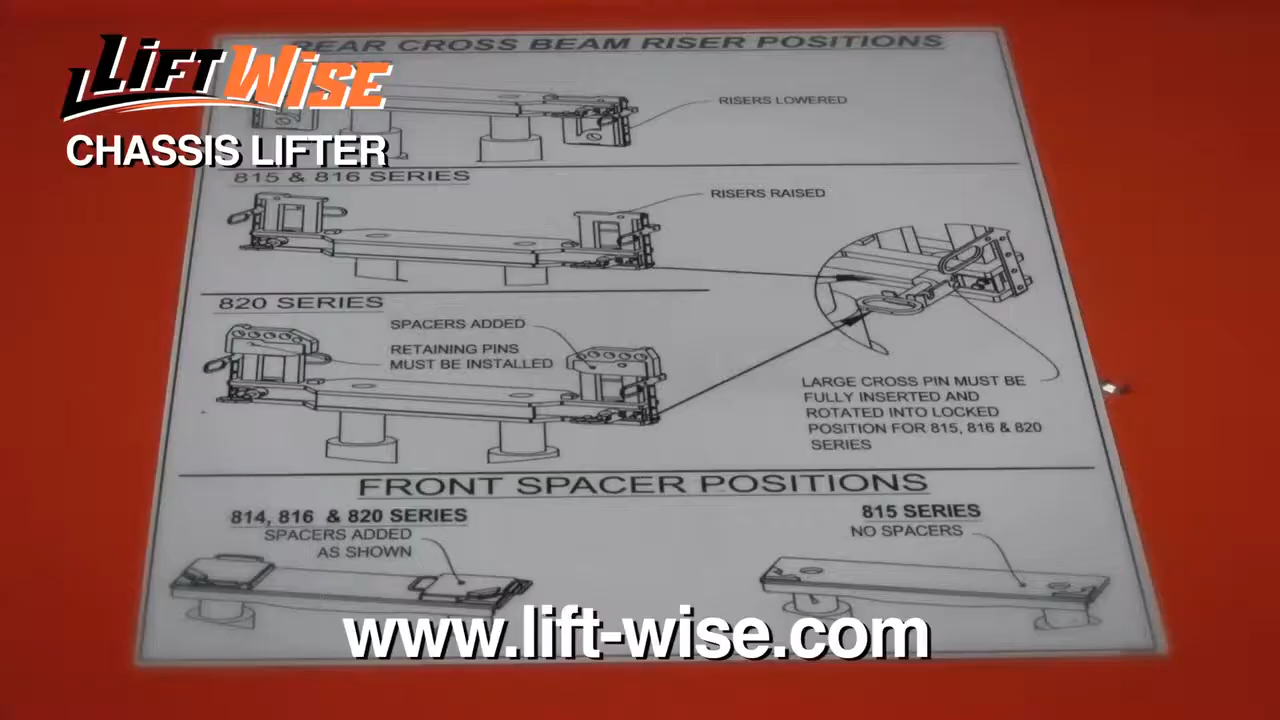 REAR CROSS BEAM RISER POSITIONS
LIFTWISE
CHASSIS LIFTER
RISERS LOWERED
815 & 816 SERIES
RISERS RAISED
820 SERIES
SPACERS ADDED
RETAINING PINS
MUST BE INSTALLED
LARGE CROSS PIN MUST BE
FULLY INSERTED AND
ROTATED INTO LOCKED
POSITION FOR 815, 816 & 820
SERIES
FRONT SPACER POSITIONS
814, 816 & 820 SERIES
SPACERS ADDED
AS SHOWN
815 SERIES
NO SPACERS
www.lift-wise.com